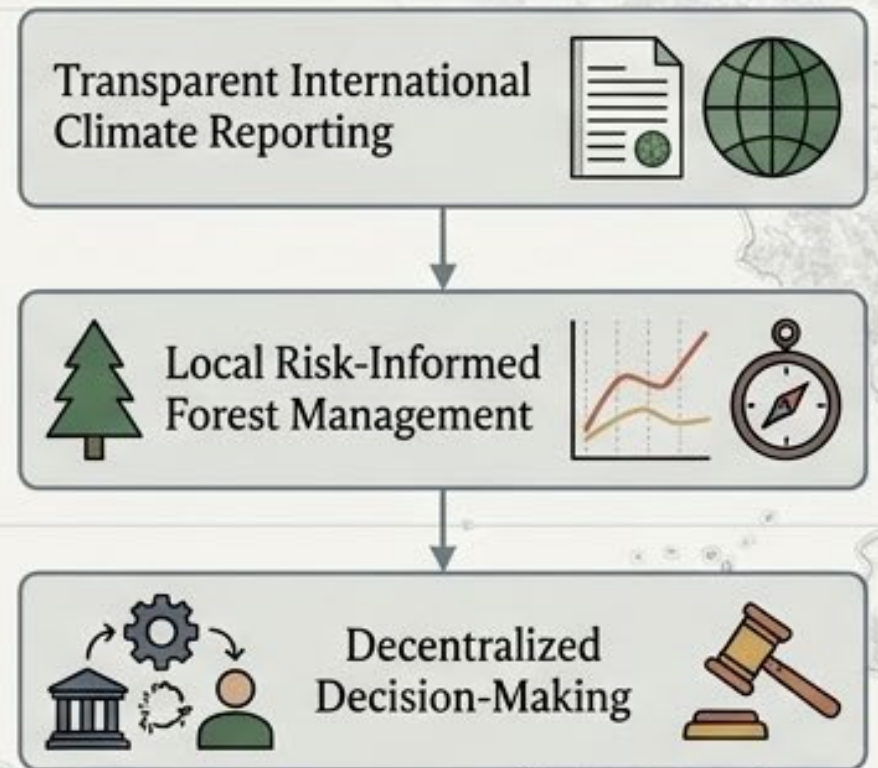 Transparent International
Climate Reporting
Local Risk-Informed
Forest Management
Decentralized
Decision-Making